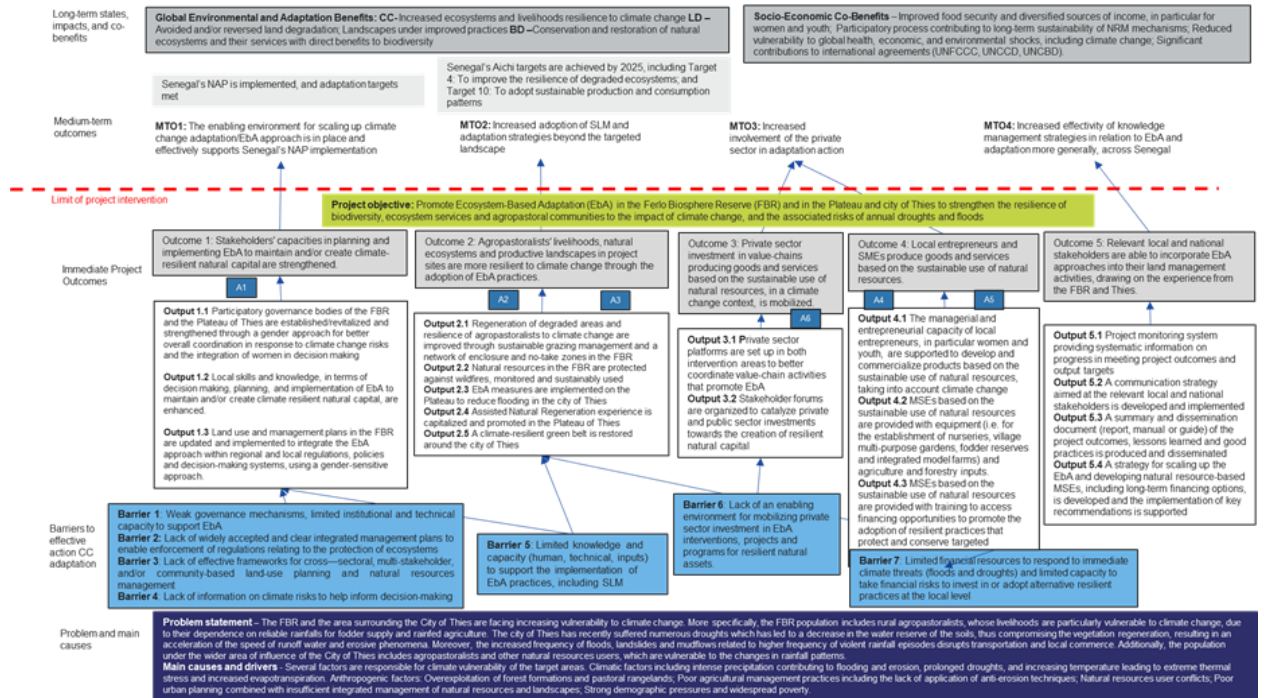 Long-term states,
impacts, and co-
benefits
Global Environmental and Adaptation Benefits: CC- Increased ecosystems and livelihoods resilience to climate change LD –
Avoided and/or reversed land degradation; Landscapes under improved practices BD –Conservation and restoration of natural
ecosystems and their services with direct benefits to biodiversity
Socio-Economic Co-Benefits – Improved food security and diversified sources of income, in particular for
women and youth; Participatory process contributing to long-term sustainability of NRM mechanisms; Reduced
vulnerability to global health, economic, and environmental shocks, including climate change; Significant
contributions to international agreements (UNFCCC, UNCCD, UNCBD).
Senegal's NAP is implemented, and adaptation targets
met
Senegal's Aichi targets are achieved by 2025, including Target
4: To improve the resilience of degraded ecosystems; and
Target 10: To adopt sustainable production and consumption
patterns
Medium-term
outcomes
MTO1: The enabling environment for scaling up climate
change adaptation/EbA approach is in place and
effectively supports Senegal's NAP implementation
MTO2: Increased adoption of SLM and
adaptation strategies beyond the targeted
landscape
MTO3: Increased
involvement of the private
sector in adaptation action
MTO4: Increased effectivity of knowledge
management strategies in relation to EbA and
adaptation more generally, across Senegal
Limit of project intervention
Project objective: Promote Ecosystem-Based Adaptation (EbA) in the Ferlo Biosphere Reserve (FBR) and in the Plateau and city of Thies to strengthen the resilience of
biodiversity, ecosystem services and agropastoral communities to the impact of climate change, and the associated risks of annual droughts and floods
Immediate Project
Outcomes
Outcome 1: Stakeholders' capacities in planning and
implementing EbA to maintain and/or create climate-
resilient natural capital are strengthened.
A1
Outcome 2: Agropastoralists' livelihoods, natural
ecosystems and productive landscapes in project
sites are more resilient to climate change through the
adoption of EbA practices.
A2
A3
Outcome 3: Private sector
investment in value-chains
producing goods and services
based on the sustainable use of
natural resources, in a climate
change context, is mobilized.
A6
Outcome 4: Local entrepreneurs and
SMEs produce goods and services
based on the sustainable use of natural
resources.
A4
A5
Outcome 5: Relevant local and national
stakeholders are able to incorporate EbA
approaches into their land management
activities, drawing on the experience from
the FBR and Thies.
Output 1.1 Participatory governance bodies of the FBR
and the Plateau of Thies are established/revitalized and
strengthened through a gender approach for better
overall coordination in response to climate change risks
and the integration of women in decision making
Output 1.2 Local skills and knowledge, in terms of
decision making, planning, and implementation of EbA to
maintain and/or create climate resilient natural capital, are
enhanced.
Output 1.3 Land use and management plans in the FBR
are updated and implemented to integrate the EbA
approach within regional and local regulations, policies
and decision-making systems, using a gender-sensitive
approach.
Output 2.1 Regeneration of degraded areas and
resilience of agropastoralists to climate change are
improved through sustainable grazing management and a
network of enclosure and no-take zones in the FBR
Output 2.2 Natural resources in the FBR are protected
against wildfires, monitored and sustainably used
Output 2.3 EbA measures are implemented on the
Plateau to reduce flooding in the city of Thies
Output 2.4 Assisted Natural Regeneration experience is
capitalized and promoted in the Plateau of Thies
Output 2.5 A climate-resilient green belt is restored
around the city of Thies
Output 3.1 Private sector
platforms are set up in both
intervention areas to better
coordinate value-chain activities
that promote EbA
Output 3.2 Stakeholder forums
are organized to catalyze private
and public sector investments
towards the creation of resilient
natural capital
Output 4.1 The managerial and
entrepreneurial capacity of local
entrepreneurs, in particular women and
youth, are supported to develop and
commercialize products based on the
sustainable use of natural resources,
taking into account climate change
Output 4.2 MSEs based on the
sustainable use of natural resources
are provided with equipment (i.e. for
the establishment of nurseries, village
multi-purpose gardens, fodder reserves
and integrated model farms) and
agriculture and forestry inputs.
Output 4.3 MSEs based on the
sustainable use of natural resources
are provided with training to access
financing opportunities to promote the
adoption of resilient practices that
protect and conserve targeted
Output 5.1 Project monitoring system
providing systematic information on
progress in meeting project outcomes and
output targets
Output 5.2 A communication strategy
aimed at the relevant local and national
stakeholders is developed and implemented
Output 5.3 A summary and dissemination
document (report, manual or guide) of the
project outcomes, lessons learned and good
practices is produced and disseminated
Output 5.4 A strategy for scaling up the
EbA and developing natural resource-based
MSEs, including long-term financing options,
is developed and the implementation of key
recommendations is supported
Barriers to
effective
action CC
adaptation
Barrier 1: Weak governance mechanisms, limited institutional and technical
capacity to support EbA
Barrier 2: Lack of widely accepted and clear integrated management plans to
enable enforcement of regulations relating to the protection of ecosystems
Barrier 3: Lack of effective frameworks for cross—sectoral, multi-stakeholder,
and/or community-based land-use planning and natural resources
management
Barrier 4: Lack of information on climate risks to help inform decision-making
Barrier 5: Limited knowledge and
capacity (human, technical, inputs)
to support the implementation of
EbA practices, including SLM
Barrier 6: Lack of an enabling
environment for mobilizing private
sector investment in EbA
interventions, projects and
programs for resilient natural
assets.
Barrier 7: Limited financial resources to respond to immediate
climate threats (floods and droughts) and limited capacity to
take financial risks to invest in or adopt alternative resilient
practices at the local level
Problem and main
causes
Problem statement – The FBR and the area surrounding the City of Thies are facing increasing vulnerability to climate change. More specifically, the FBR population includes rural agropastoralists, whose livelihoods are particularly vulnerable to climate change, due
to their dependence on reliable rainfalls for fodder supply and rainfed agriculture. The city of Thies has recently suffered numerous droughts which has led to a decrease in the water reserve of the soils, thus compromising the vegetation regeneration, resulting in an
acceleration of the speed of runoff water and erosive phenomena. Moreover, the increased frequency of floods, landslides and mudflows related to higher frequency of violent rainfall episodes disrupts transportation and local commerce. Additionally, the population
under the wider area of influence of the City of Thies includes agropastoralists and other natural resources users, which are vulnerable to the changes in rainfall patterns.
Main causes and drivers - Several factors are responsible for climate vulnerability of the target areas. Climatic factors including intense precipitation contributing to flooding and erosion, prolonged droughts, and increasing temperature leading to extreme thermal
stress and increased evapotranspiration. Anthropogenic factors: Overexploitation of forest formations and pastoral rangelands; Poor agricultural management practices including the lack of application of anti-erosion techniques; Natural resources user conflicts; Poor
urban planning combined with insufficient integrated management of natural resources and landscapes; Strong demographic pressures and widespread poverty.